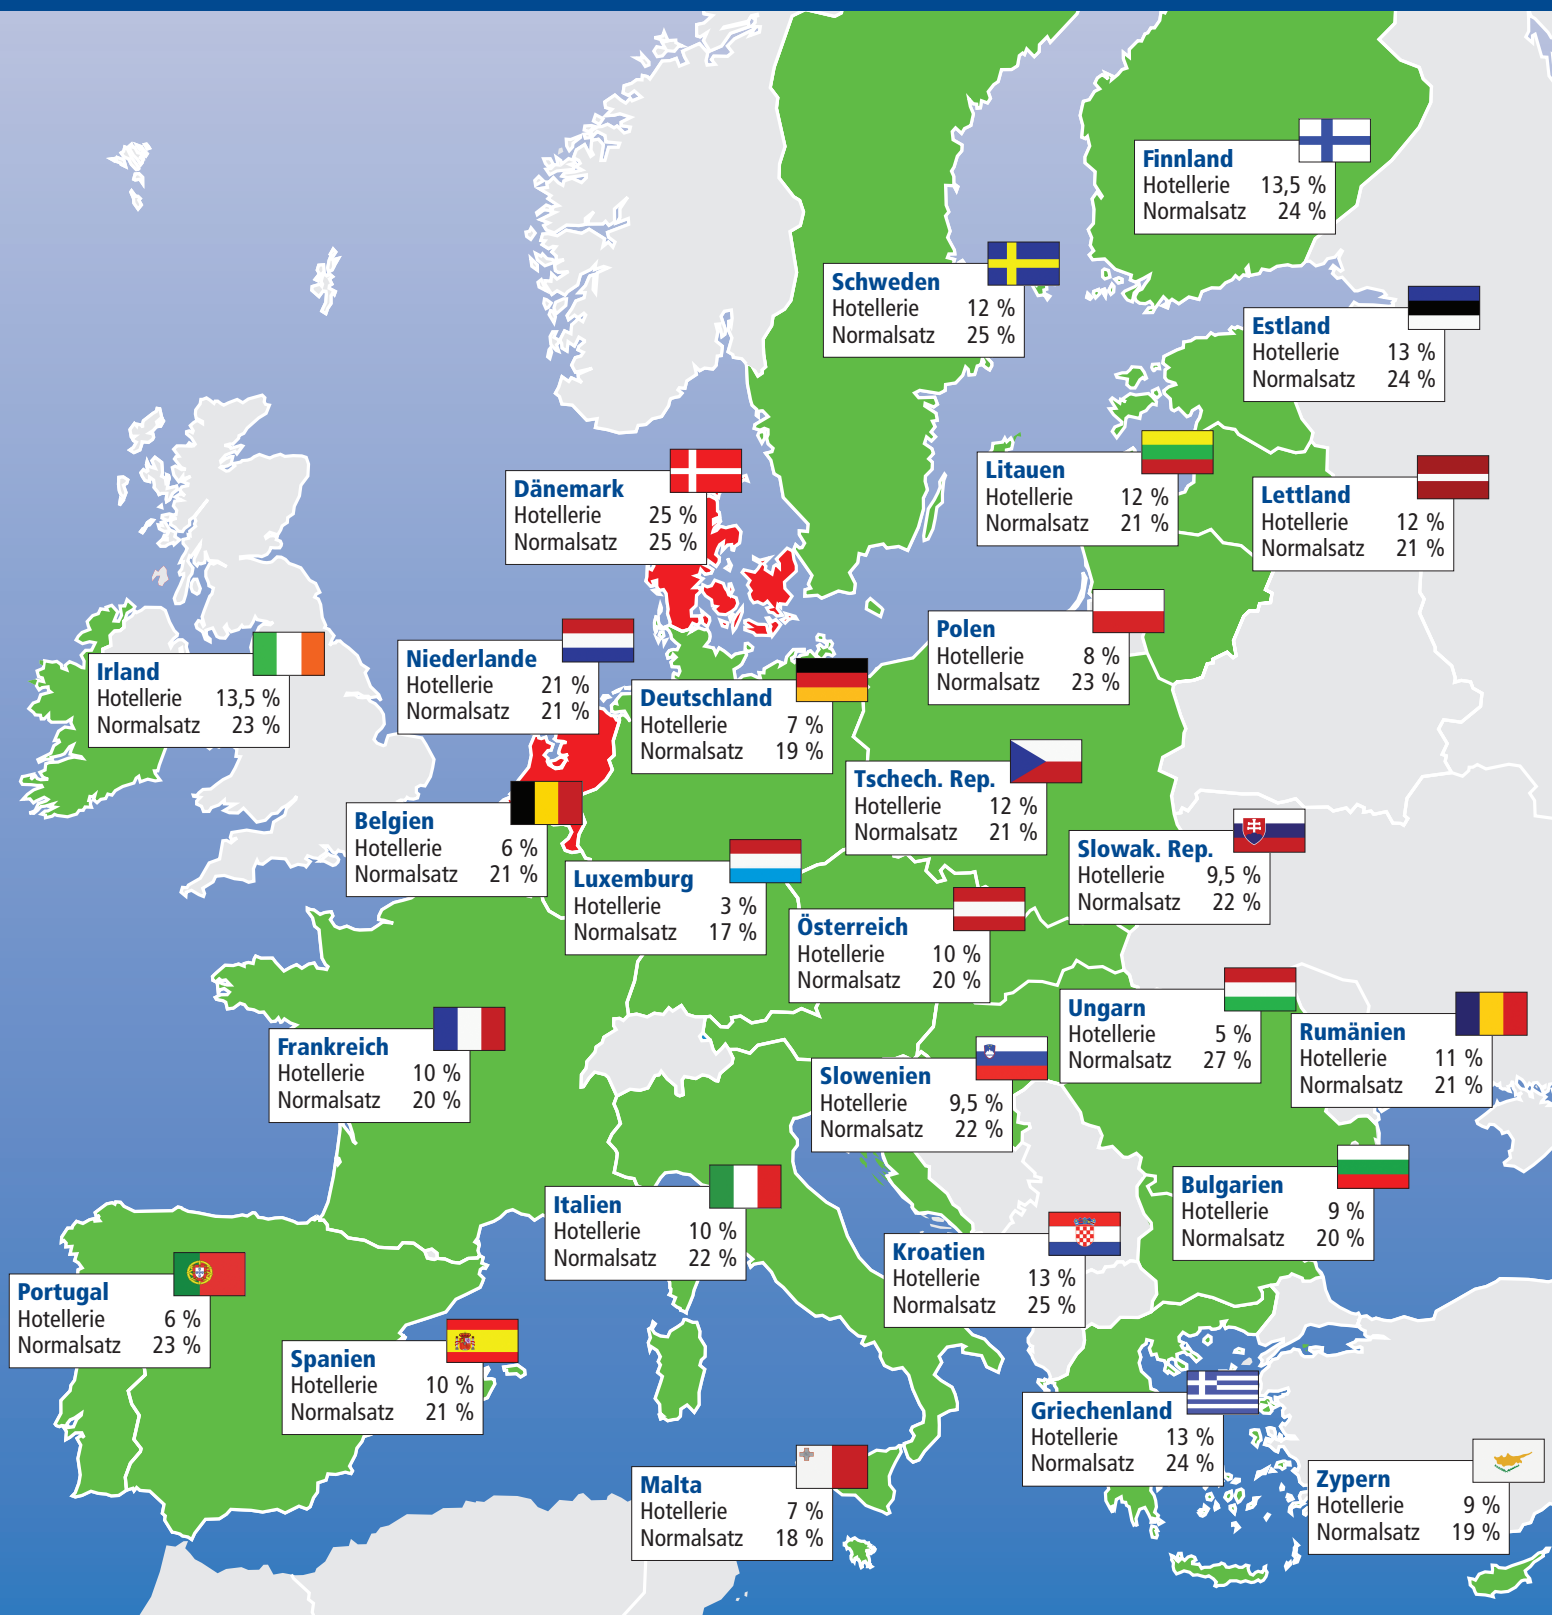 Finnland
Hotellerie 13,5 %
Normalsatz 24 %
Schweden
Hotellerie 12 %
Normalsatz 25 %
Estland
Hotellerie 13 %
Normalsatz 24 %
Litauen
Hotellerie 12 %
Normalsatz 21 %
Dänemark
Hotellerie 25 %
Normalsatz 25 %
Lettland
Hotellerie 12 %
Normalsatz 21 %
Polen
Hotellerie 8 %
Normalsatz 23 %
Irland
Hotellerie 13,5 %
Normalsatz 23 %
Niederlande
Hotellerie 21 %
Normalsatz 21 %
Deutschland
Hotellerie 7 %
Normalsatz 19 %
Tschech. Rep.
Hotellerie 12 %
Normalsatz 21 %
Belgien
Hotellerie 6 %
Normalsatz 21 %
Slowak. Rep.
Hotellerie 9,5 %
Normalsatz 22 %
Luxemburg
Hotellerie 3 %
Normalsatz 17 %
Österreich
Hotellerie 10 %
Normalsatz 20 %
Ungarn
Hotellerie 5 %
Normalsatz 27 %
Rumänien
Hotellerie 11 %
Normalsatz 21 %
Frankreich
Hotellerie 10 %
Normalsatz 20 %
Slowenien
Hotellerie 9,5 %
Normalsatz 22 %
Bulgarien
Hotellerie 9 %
Normalsatz 20 %
Italien
Hotellerie 10 %
Normalsatz 22 %
Kroatien
Hotellerie 13 %
Normalsatz 25 %
Portugal
Hotellerie 6 %
Normalsatz 23 %
Spanien
Hotellerie 10 %
Normalsatz 21 %
Griechenland
Hotellerie 13 %
Normalsatz 24 %
Malta
Hotellerie 7 %
Normalsatz 18 %
Zypern
Hotellerie 9 %
Normalsatz 19 %